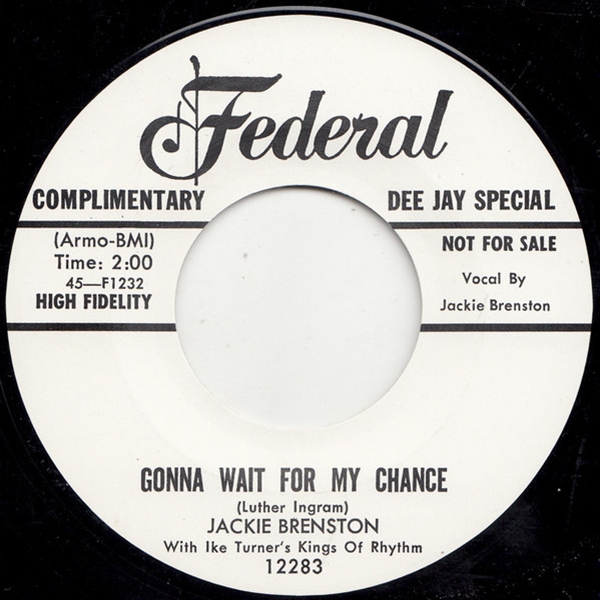 Federal
COMPLIMENTARY
DEE JAY SPECIAL
(Armo-BMI)
Time: 2:00
45—F1232
HIGH FIDELITY
NOT FOR SALE
Vocal By
Jackie Brenston
GONNA WAIT FOR MY CHANCE
(Luther Ingram)
JACKIE BRENSTON
With Ike Turner's Kings Of Rhythm
12283